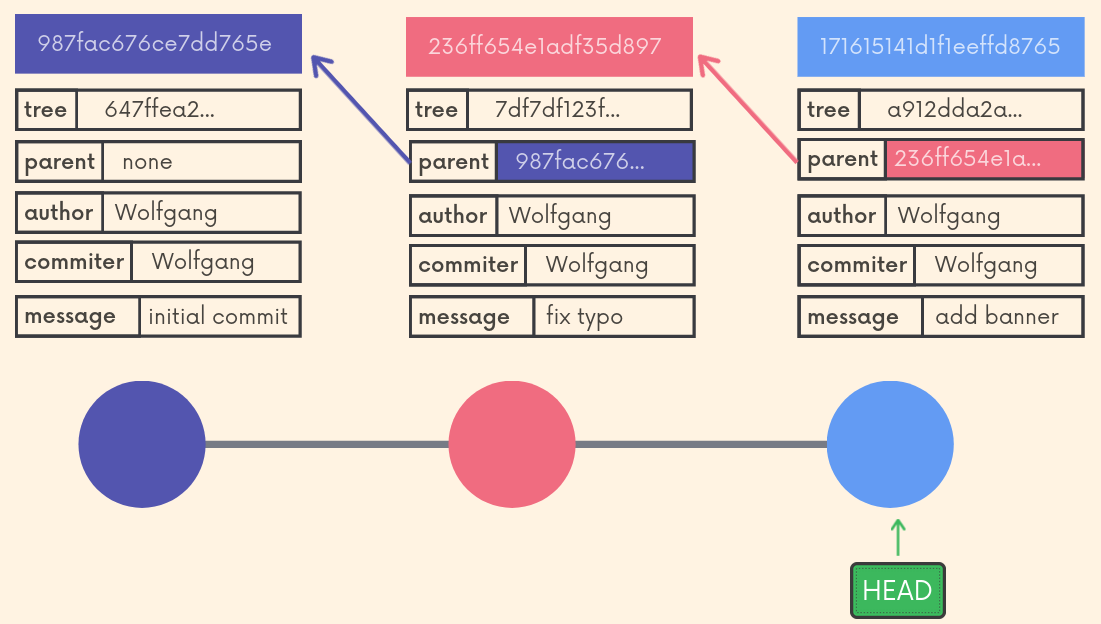 987fac676ce7dd765e
tree 647ffea2...
parent none
author Wolfgang
commiter Wolfgang
message initial commit
236ff654e1adf35d897
tree 7df7df123f...
parent 987fac676...
author Wolfgang
commiter Wolfgang
message fix typo
171615141d1f1eeffd8765
tree a912dda2a...
parent 236ff654e1a...
author Wolfgang
commiter Wolfgang
message add banner
HEAD